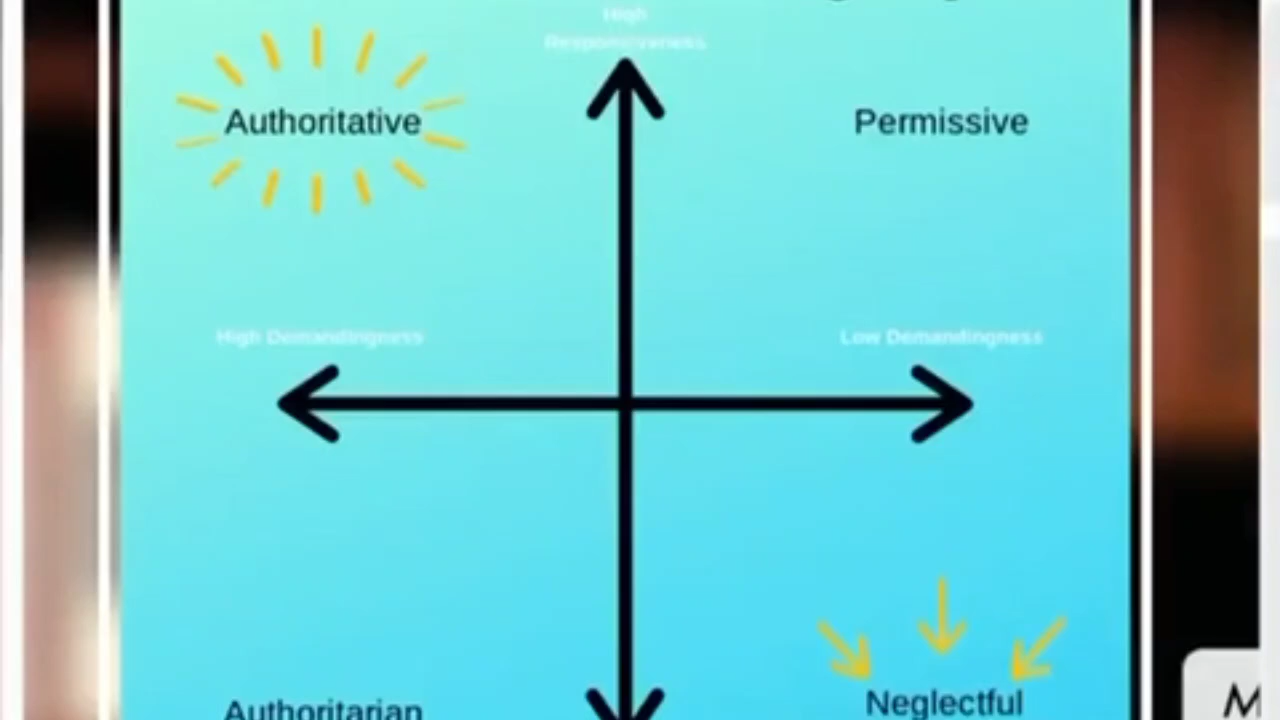 High
Responsiveness
Authoritative
Permissive
High Demandingness
Low Demandingness
Neglectful
Authoritarian
M